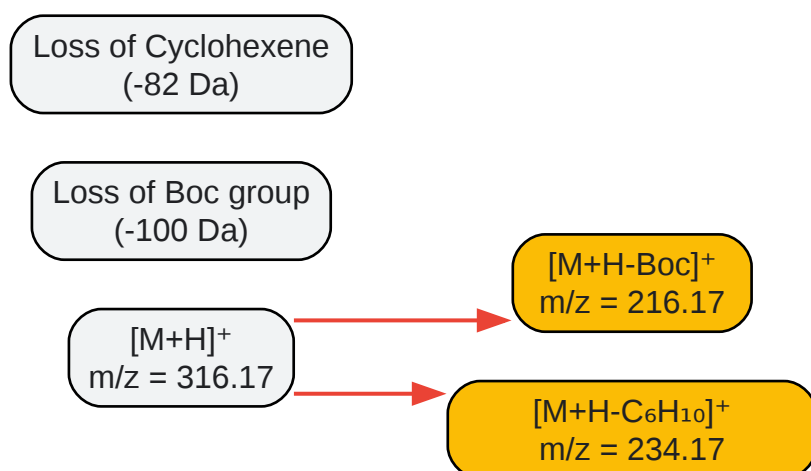 Loss of Cyclohexene
(-82 Da)
Loss of Boc group
(-100 Da)
[M+H]⁺
m/z = 316.17
[M+H-Boc]⁺
m/z = 216.17
[M+H-C₆H₁₀]⁺
m/z = 234.17